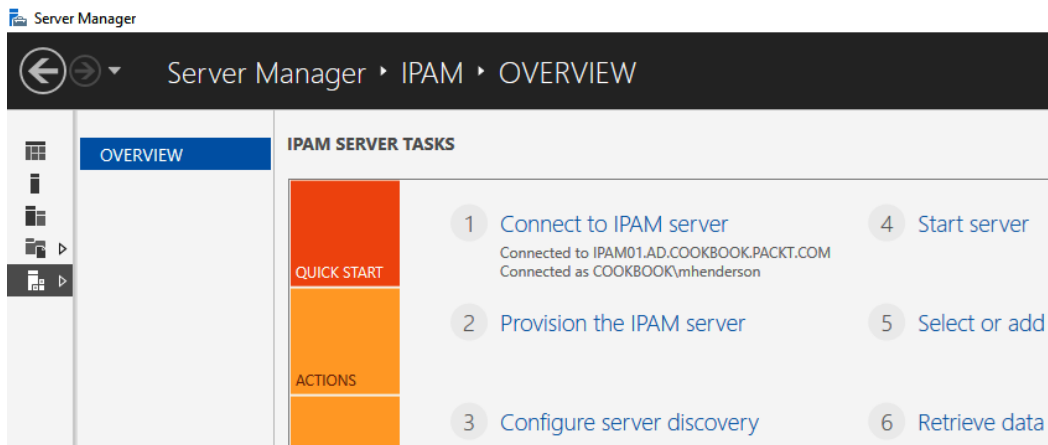 Server Manager
Server Manager ‣ IPAM ‣ OVERVIEW
OVERVIEW
IPAM SERVER TASKS
QUICK START
ACTIONS
1 Connect to IPAM server
Connected to IPAM01.AD.COOKBOOK.PACKT.COM
Connected as COOKBOOK\mhenderson
2 Provision the IPAM server
3 Configure server discovery
4 Start server
5 Select or add
6 Retrieve data